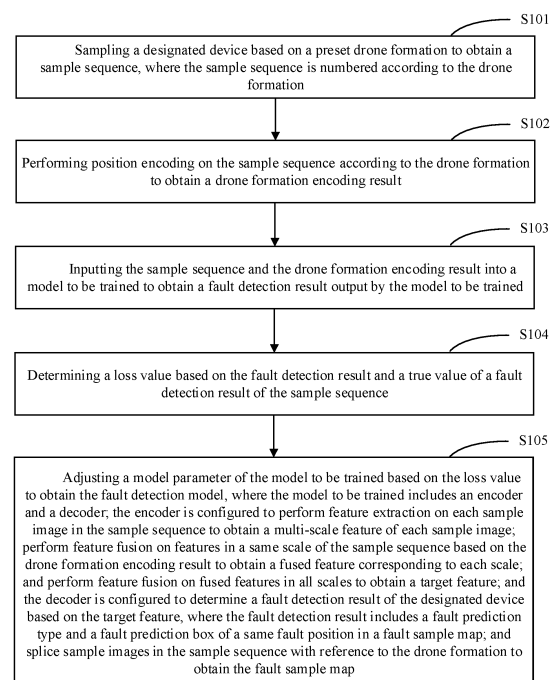 S101
Sampling a designated device based on a preset drone formation to obtain a
sample sequence, where the sample sequence is numbered according to the drone
formation
S102
Performing position encoding on the sample sequence according to the drone formation
to obtain a drone formation encoding result
S103
Inputting the sample sequence and the drone formation encoding result into a
model to be trained to obtain a fault detection result output by the model to be trained
S104
Determining a loss value based on the fault detection result and a true value of a fault
detection result of the sample sequence
S105
Adjusting a model parameter of the model to be trained based on the loss value
to obtain the fault detection model, where the model to be trained includes an encoder
and a decoder; the encoder is configured to perform feature extraction on each sample
image in the sample sequence to obtain a multi-scale feature of each sample image;
perform feature fusion on features in a same scale of the sample sequence based on the
drone formation encoding result to obtain a fused feature corresponding to each scale;
and perform feature fusion on fused features in all scales to obtain a target feature; and
the decoder is configured to determine a fault detection result of the designated device
based on the target feature, where the fault detection result includes a fault prediction
type and a fault prediction box of a same fault position in a fault sample map; and
splice sample images in the sample sequence with reference to the drone formation to
obtain the fault sample map